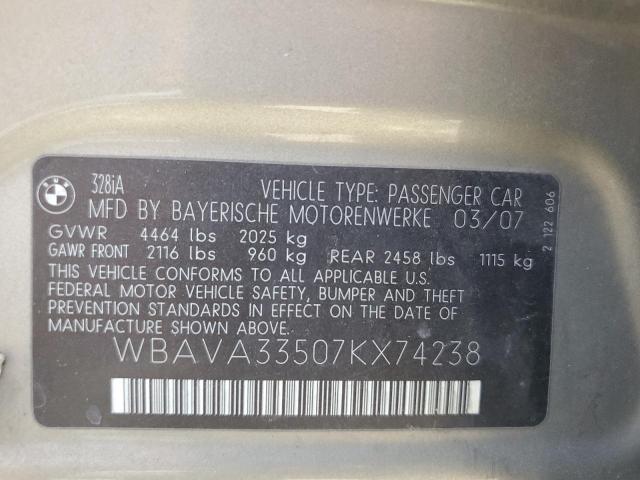 328iA
VEHICLE TYPE: PASSENGER CAR
MFD BY BAYERISCHE MOTORENWERKE 03/07
GVWR 4464 lbs 2025 kg
GAWR FRONT 2116 lbs 960 kg REAR 2458 lbs 1115 kg
THIS VEHICLE CONFORMS TO ALL APPLICABLE U.S.
FEDERAL MOTOR VEHICLE SAFETY, BUMPER AND THEFT
PREVENTION STANDARDS IN EFFECT ON THE DATE OF
MANUFACTURE SHOWN ABOVE.
WBAVA33507KX74238
2 122 606